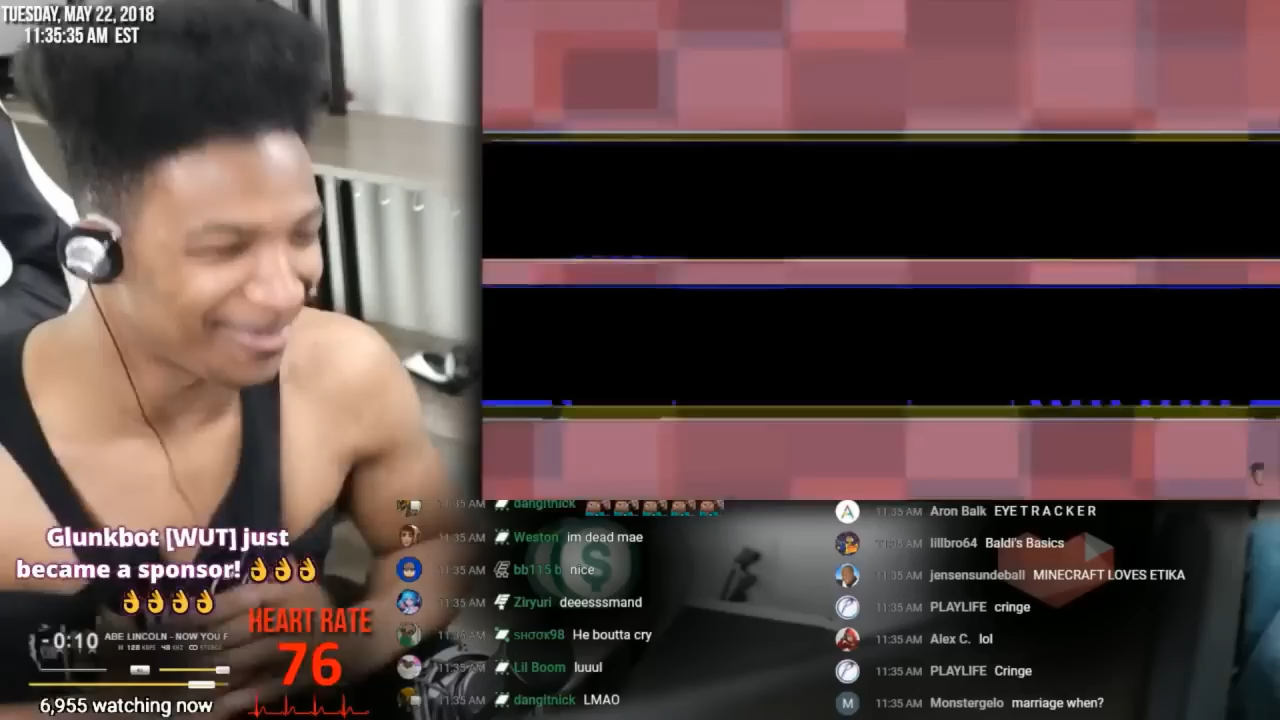 TUESDAY, MAY 22, 2018
11:35:35 AM EST
Glunkbot [WUT] just
became a sponsor! 👌👌👌
👌👌👌👌
-0:10 ABE LINCOLN - NOW YOU F
HEART RATE
76
6,955 watching now
11:35 AM dangitnick
11:35 AM Weston im dead mae
11:35 AM bb115 b nice
11:35 AM Ziryuri deeesssmand
11:35 AM sʜσσк98 He boutta cry
11:35 AM Lil Boom luuul
11:35 AM dangitnick LMAO
$
A 11:35 AM Aron Balk E Y E T R A C K E R
11:35 AM lillbro64 Baldi's Basics
11:35 AM jensensundeball MINECRAFT LOVES ETIKA
11:35 AM PLAYLIFE cringe
11:35 AM Alex C. lol
11:35 AM PLAYLIFE Cringe
M 11:35 AM Monstergelo marriage when?